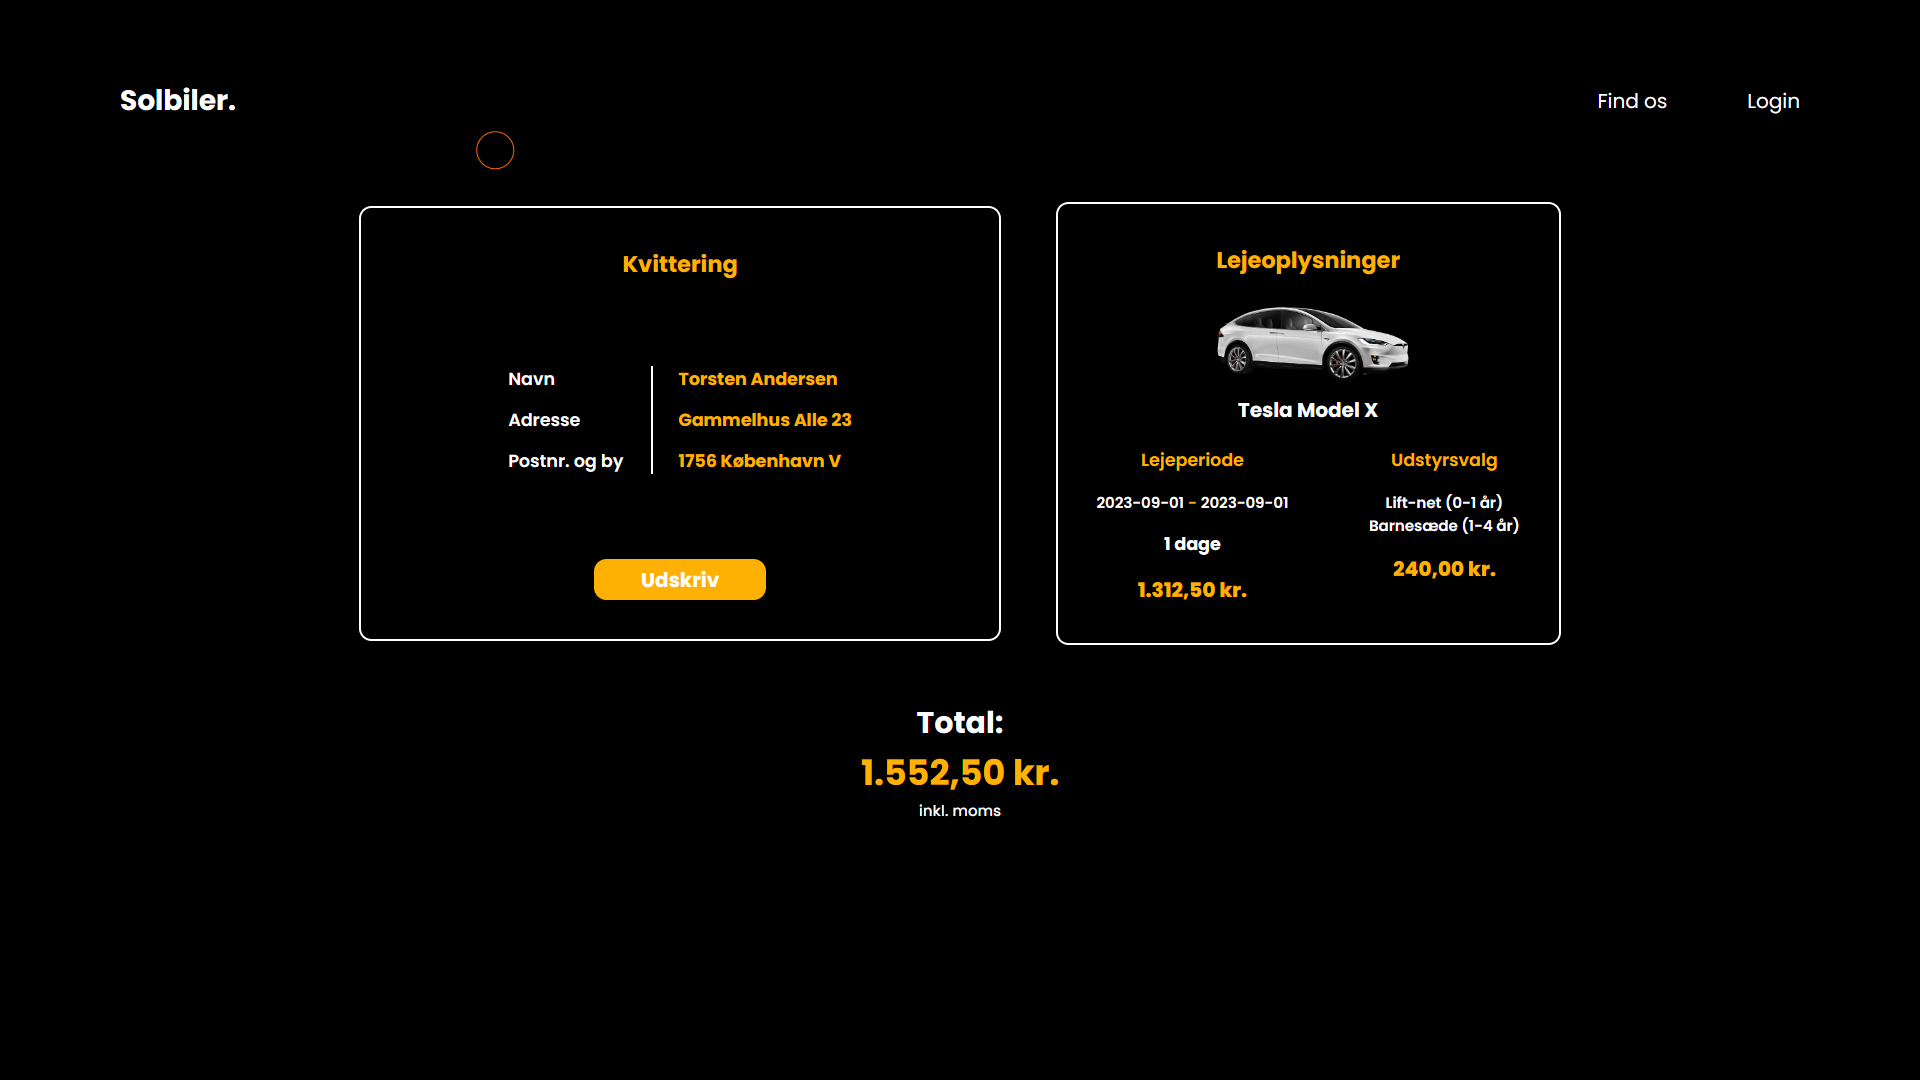 Solbiler.
Find os
Login
Kvittering
Navn
Torsten Andersen
Adresse
Gammelhus Alle 23
Postnr. og by
1756 København V
Udskriv
Lejeoplysninger
Tesla Model X
Lejeperiode
2023-09-01 - 2023-09-01
1 dage
1.312,50 kr.
Udstyrsvalg
Lift-net (0-1 år)
Barnesæde (1-4 år)
240,00 kr.
Total:
1.552,50 kr.
inkl. moms